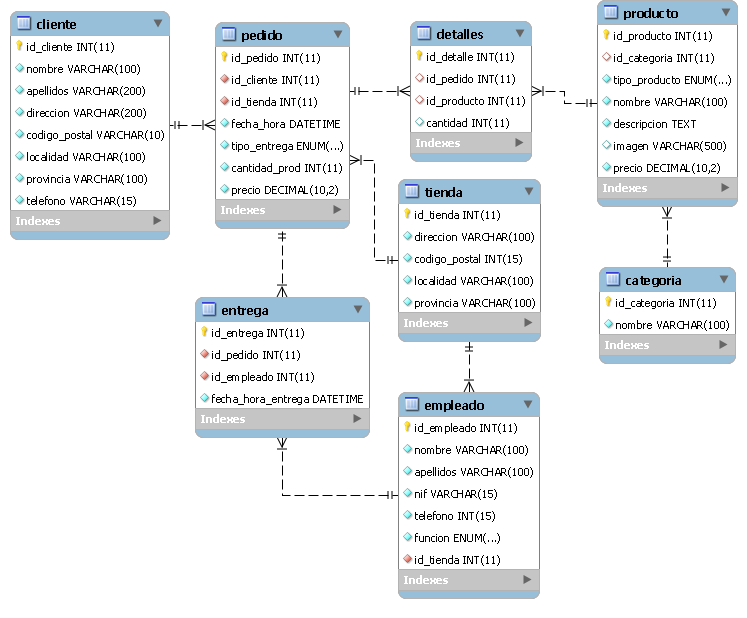 cliente
id_cliente INT(11)
nombre VARCHAR(100)
apellidos VARCHAR(200)
direccion VARCHAR(200)
codigo_postal VARCHAR(10)
localidad VARCHAR(100)
provincia VARCHAR(100)
telefono VARCHAR(15)
Indexes
pedido
id_pedido INT(11)
id_cliente INT(11)
id_tienda INT(11)
fecha_hora DATETIME
tipo_entrega ENUM(...)
cantidad_prod INT(11)
precio DECIMAL(10,2)
Indexes
detalles
id_detalle INT(11)
id_pedido INT(11)
id_producto INT(11)
cantidad INT(11)
Indexes
producto
id_producto INT(11)
id_categoria INT(11)
tipo_producto ENUM(...)
nombre VARCHAR(100)
descripcion TEXT
imagen VARCHAR(500)
precio DECIMAL(10,2)
Indexes
tienda
id_tienda INT(11)
direccion VARCHAR(100)
codigo_postal INT(15)
localidad VARCHAR(100)
provincia VARCHAR(100)
Indexes
categoria
id_categoria INT(11)
nombre VARCHAR(100)
Indexes
entrega
id_entrega INT(11)
id_pedido INT(11)
id_empleado INT(11)
fecha_hora_entrega DATETIME
Indexes
empleado
id_empleado INT(11)
nombre VARCHAR(100)
apellidos VARCHAR(100)
nif VARCHAR(15)
telefono INT(15)
funcion ENUM(...)
id_tienda INT(11)
Indexes